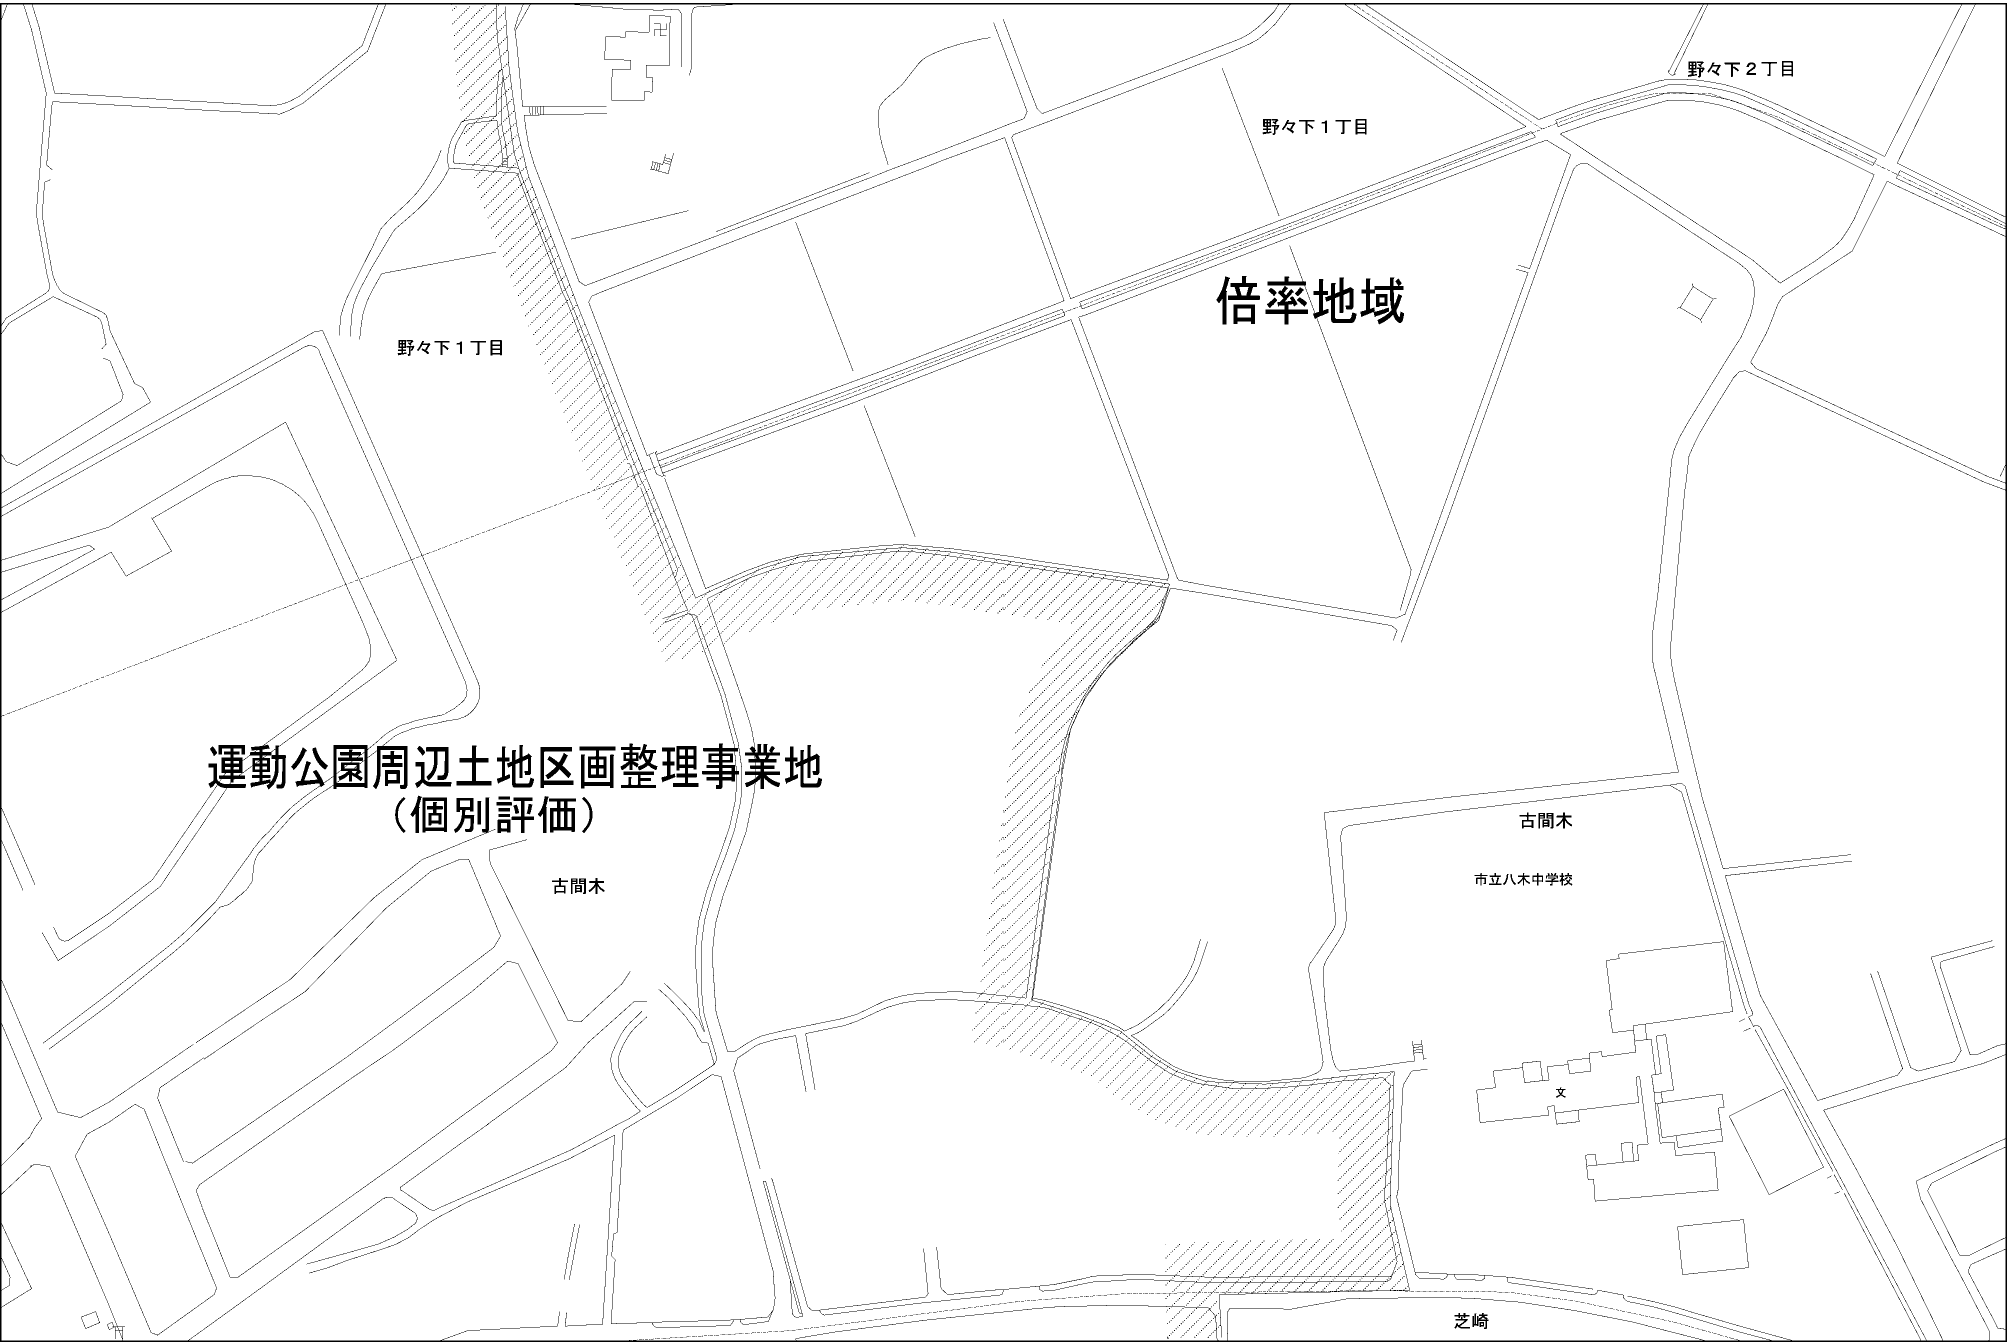 野々下２丁目
野々下１丁目
倍率地域
野々下１丁目
運動公園周辺土地区画整理事業地
（個別評価）
古間木
古間木
市立八木中学校
文
芝崎